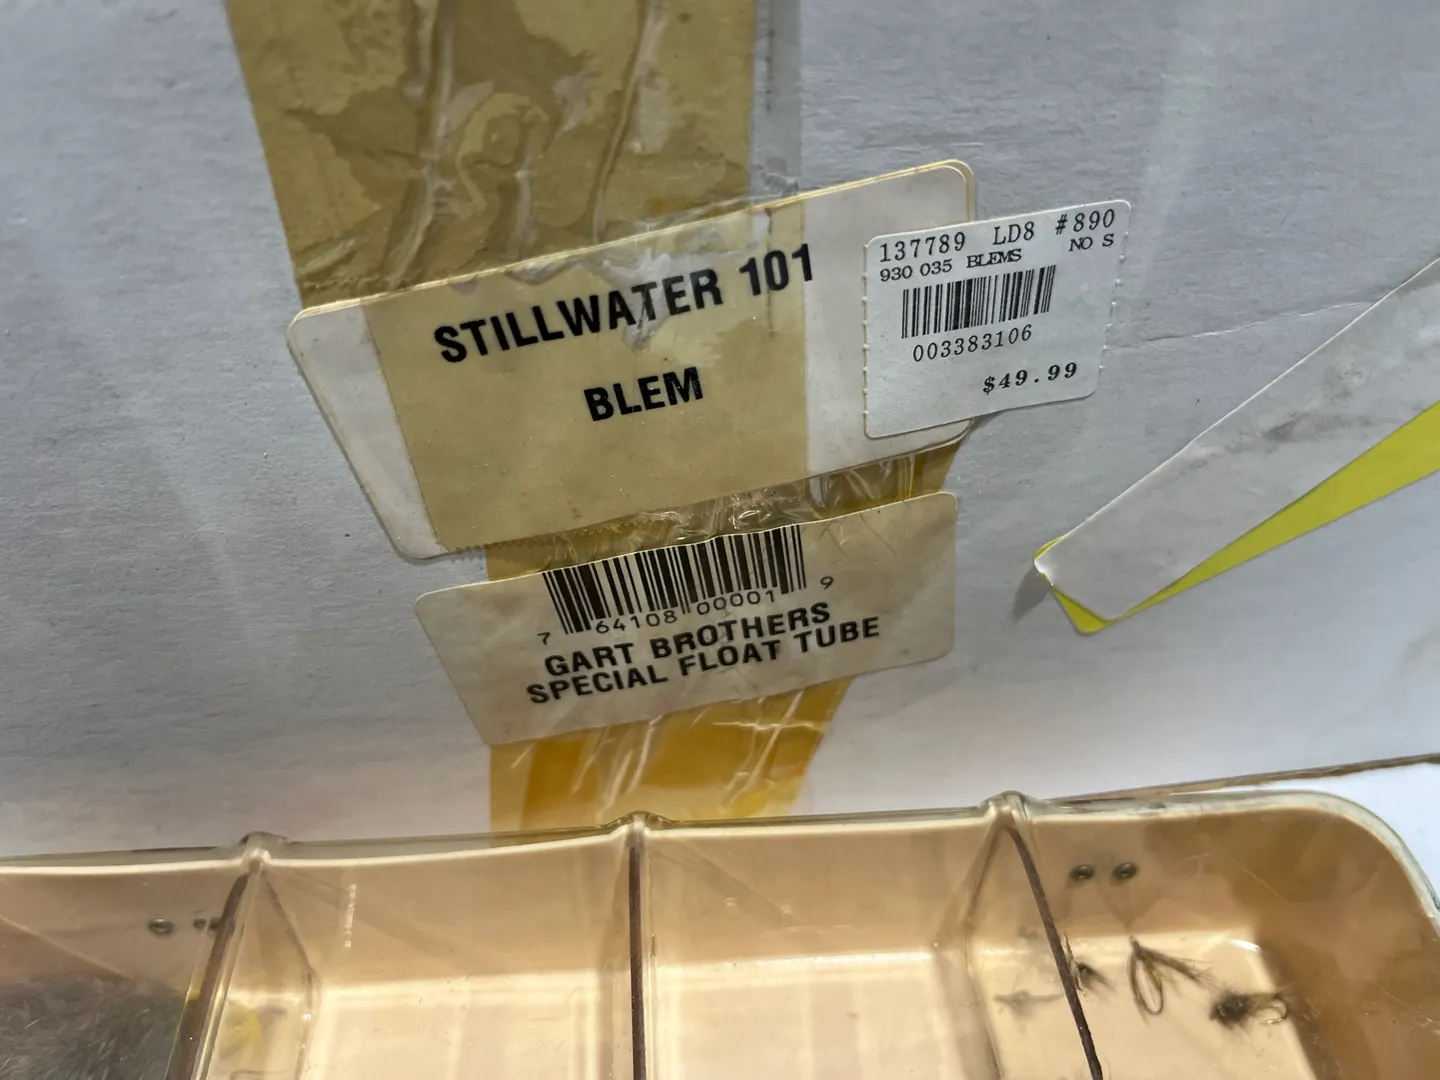 STILLWATER 101
BLEM
137789 LD8 #890
930 035 BLEMS NO S
003383106
$49.99
7 64108 00001 9
GART BROTHERS
SPECIAL FLOAT TUBE